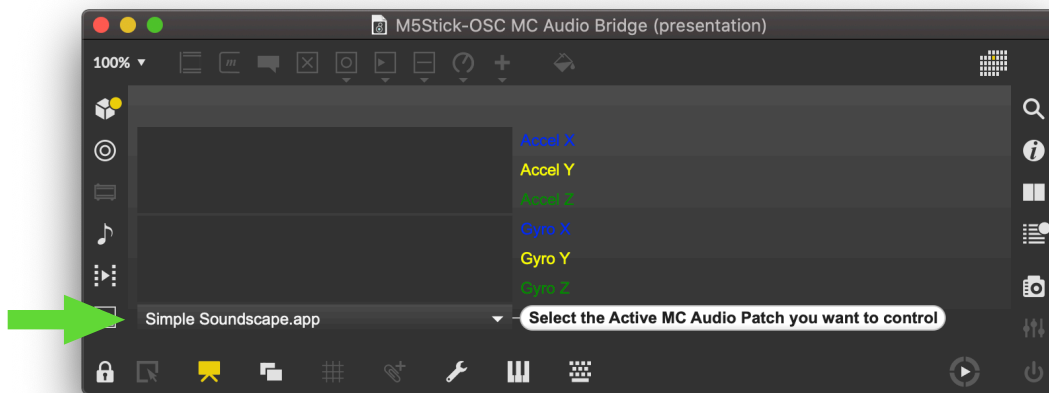 M5Stick-OSC MC Audio Bridge (presentation)
100%
m
Accel X
Accel Y
Accel Z
Gyro X
Gyro Y
Gyro Z
Simple Soundscape.app
Select the Active MC Audio Patch you want to control